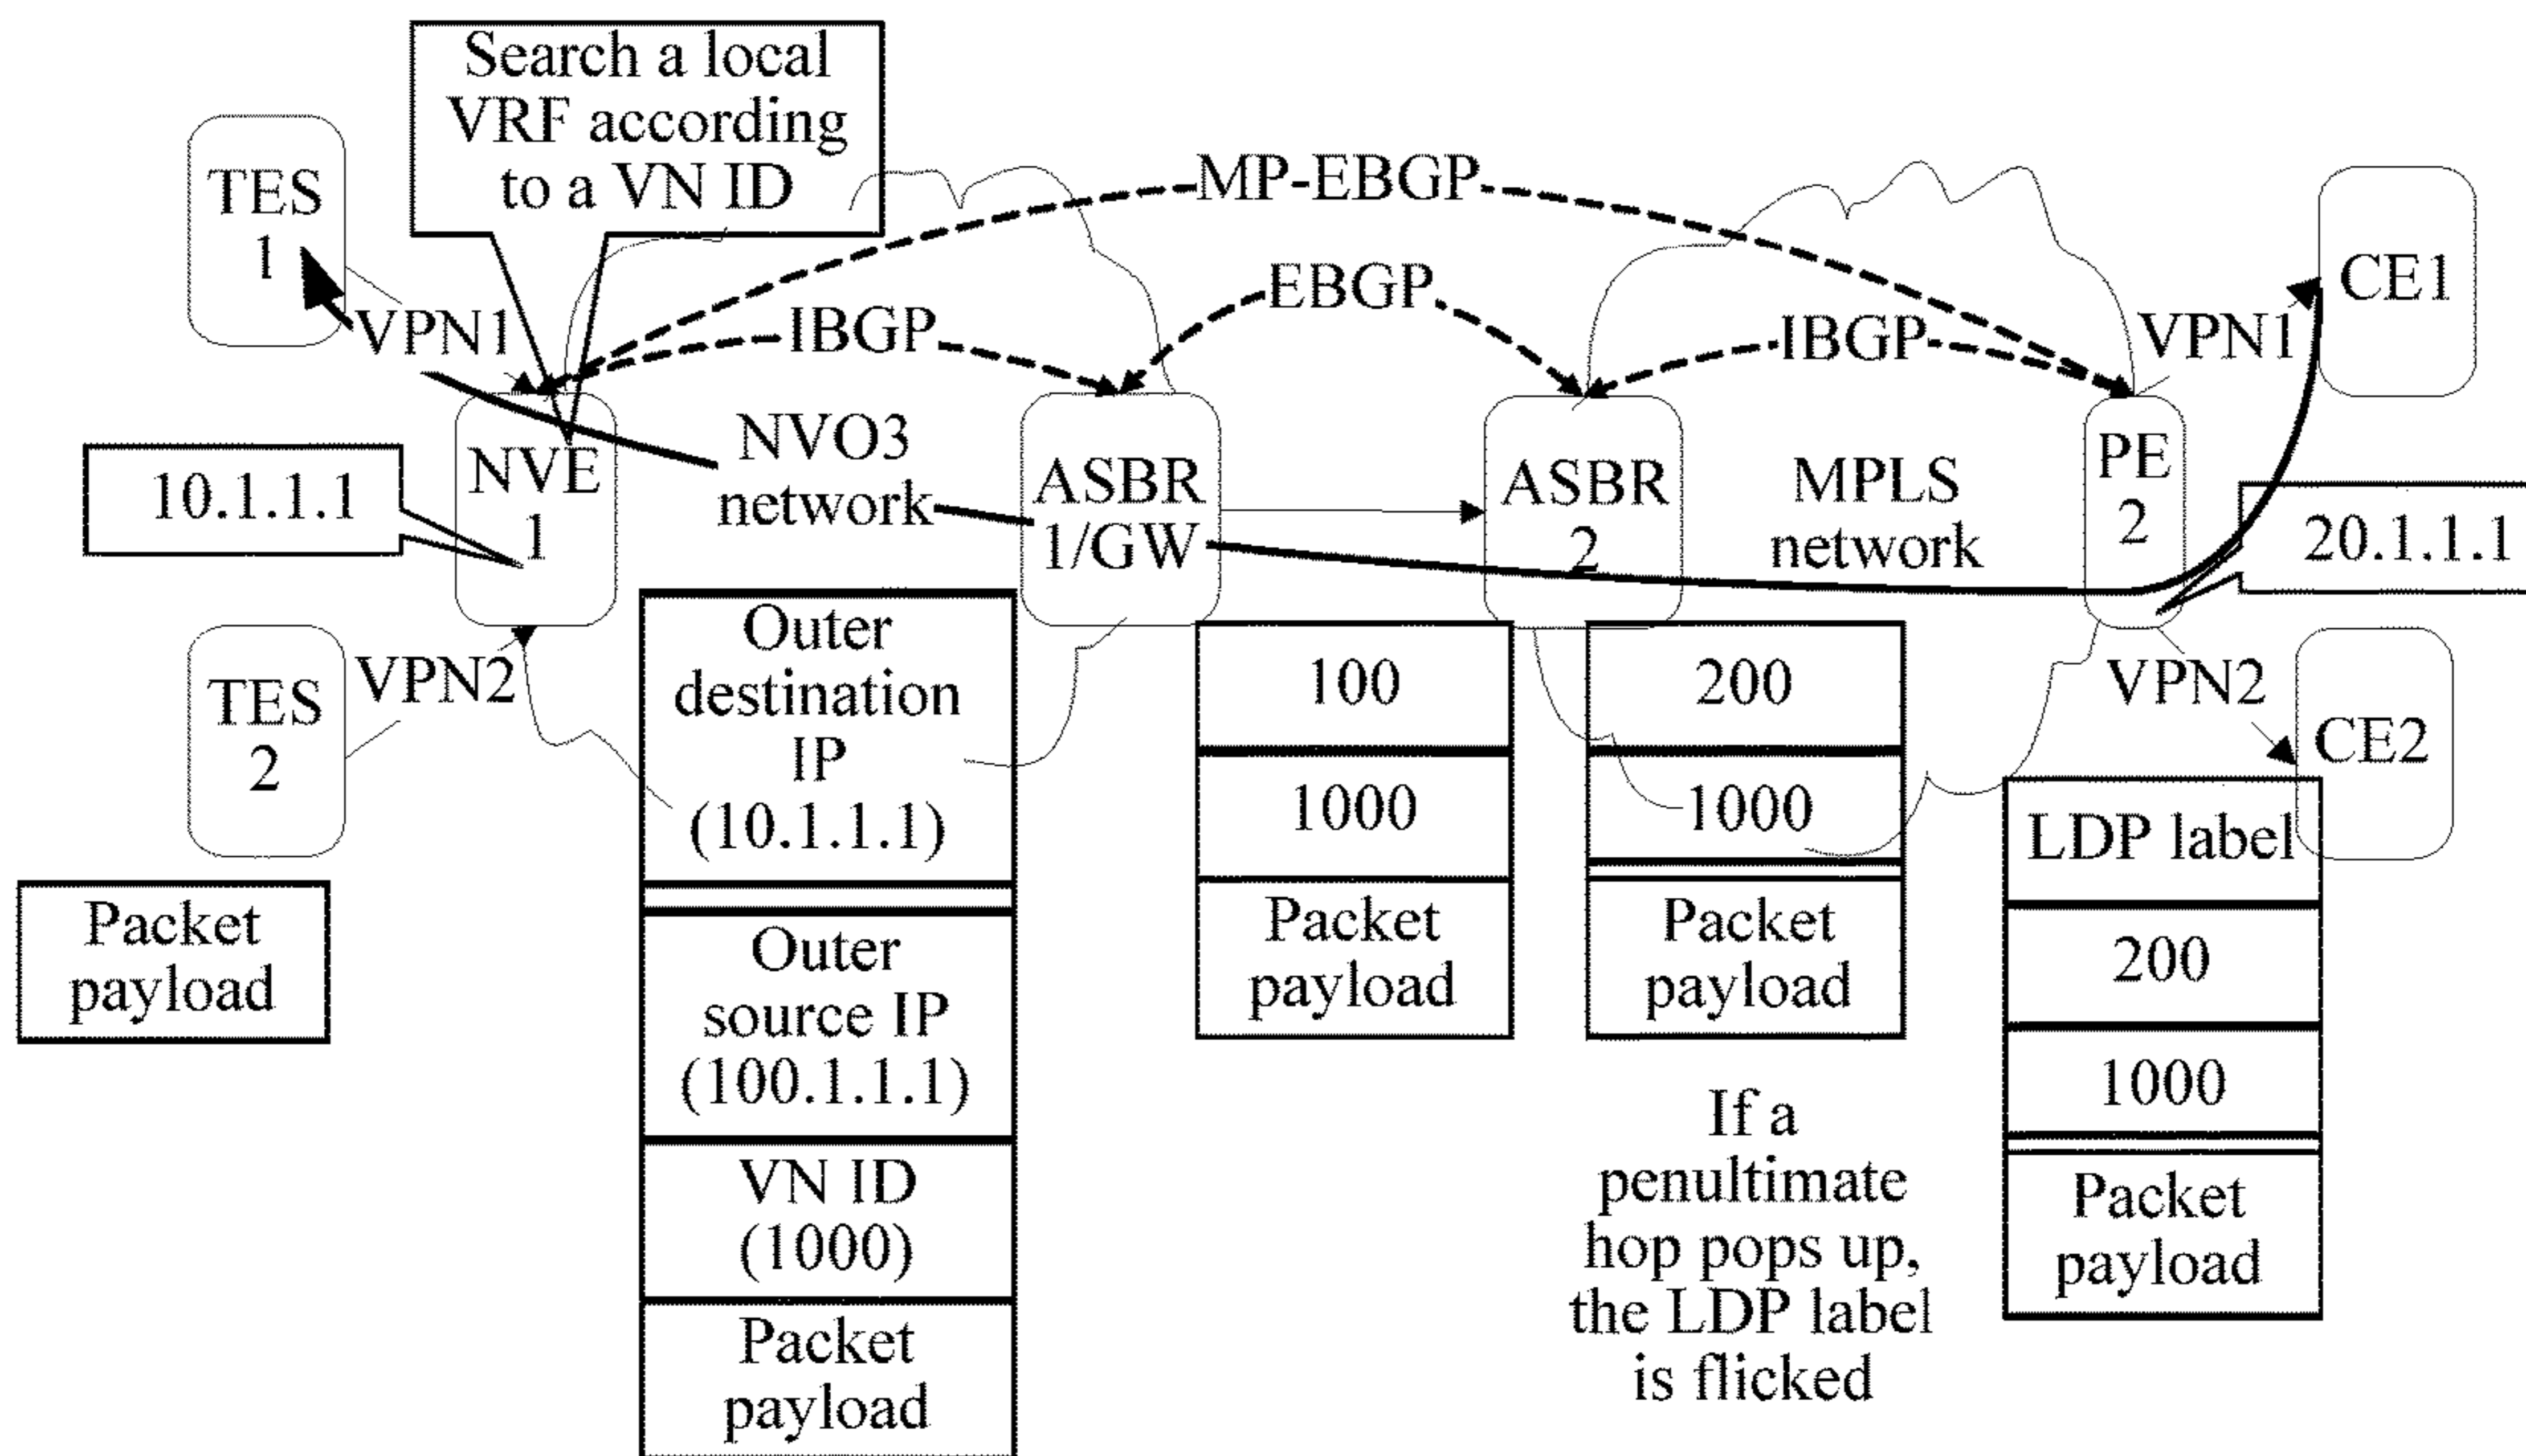 Search a local
VRF according
to a VN ID
TES
1
VPN1
MP-EBGP
EBGP
IBGP
IBGP
VPN1
CE1
10.1.1.1
NVE
1
NVO3
network
ASBR
1/GW
ASBR
2
MPLS
network
PE
2
20.1.1.1
TES
2
VPN2
VPN2
CE2
Packet
payload
Outer
destination
IP
(10.1.1.1)
Outer
source IP
(100.1.1.1)
VN ID
(1000)
Packet
payload
100
1000
Packet
payload
200
1000
Packet
payload
If a
penultimate
hop pops up,
the LDP label
is flicked
LDP label
200
1000
Packet
payload